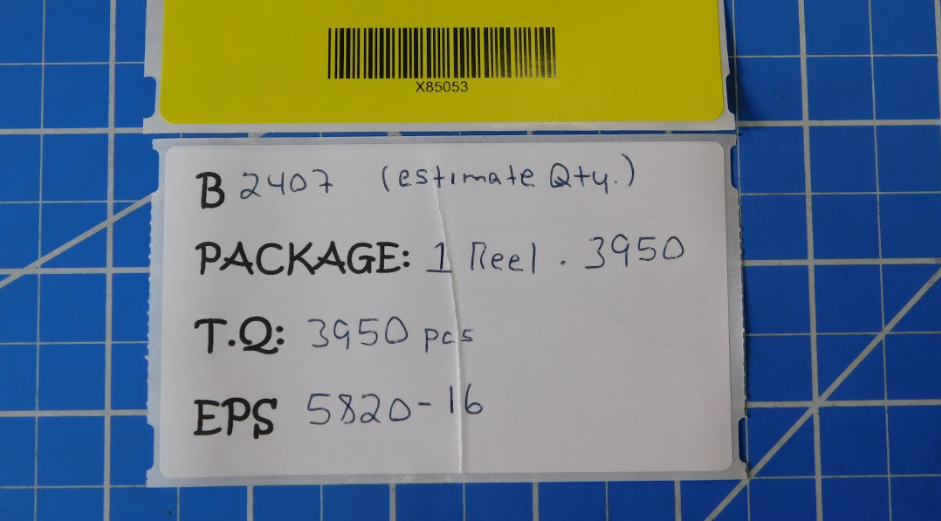 X85053
B 2407 (estimate Qty.)
PACKAGE: 1 Reel . 3950
T.Q: 3950 pcs
EPS 5820-16